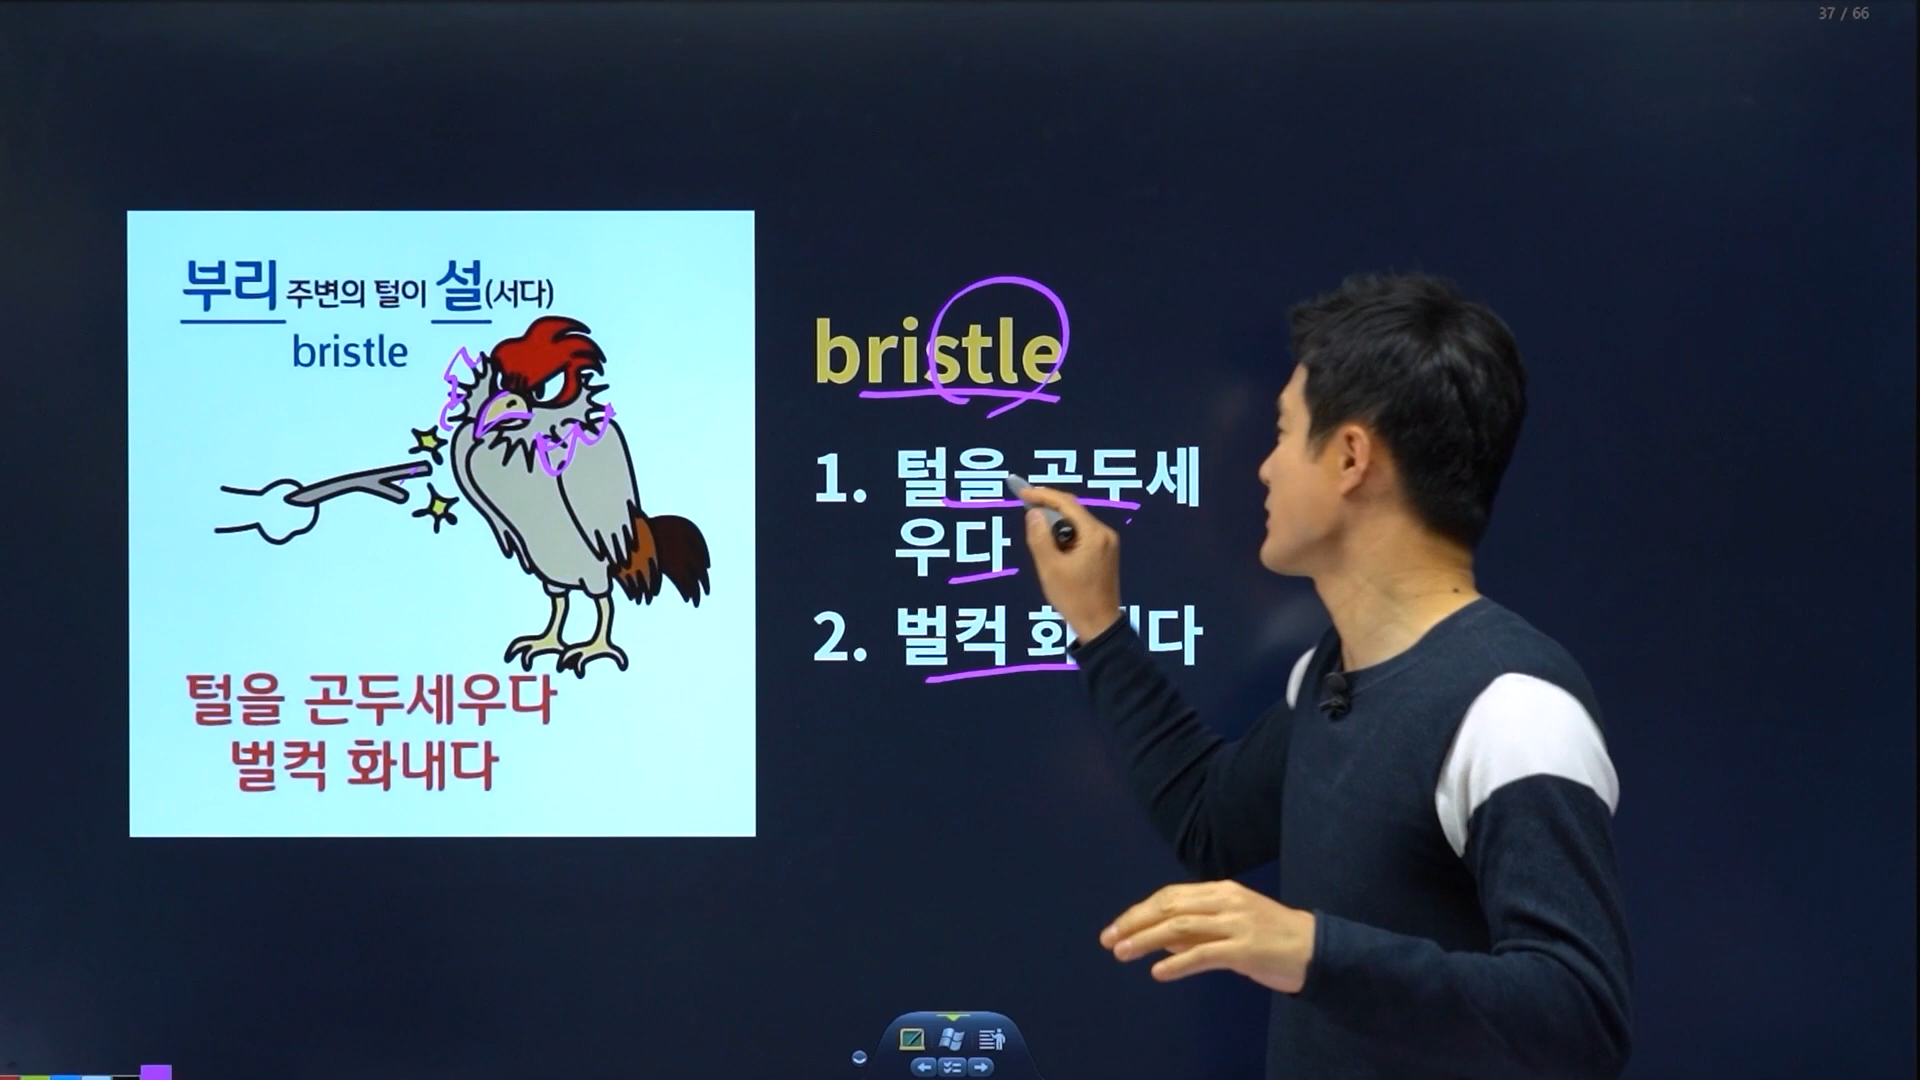 37 / 66
부리 주변의 털이 설(서다)
bristle
털을 곤두세우다
벌컥 화내다
bristle
1. 털을 곤두세
우다
2. 벌컥 화 다